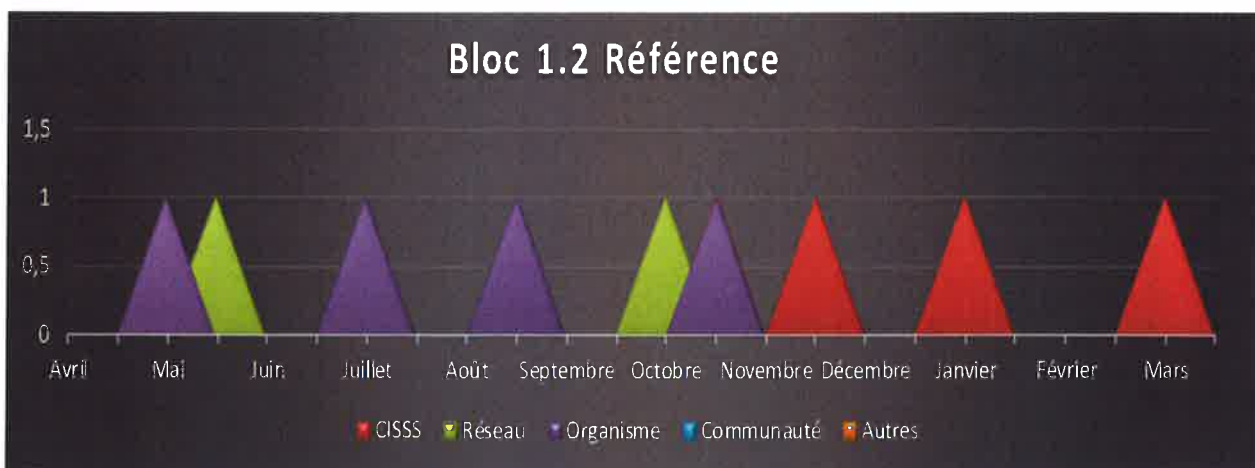 Bloc 1.2 Référence
1,5
1
0,5
0
Avril Mai Juin Juillet Août Septembre Octobre Novembre Décembre Janvier Février Mars
CISSS Réseau Organisme Communauté Autres